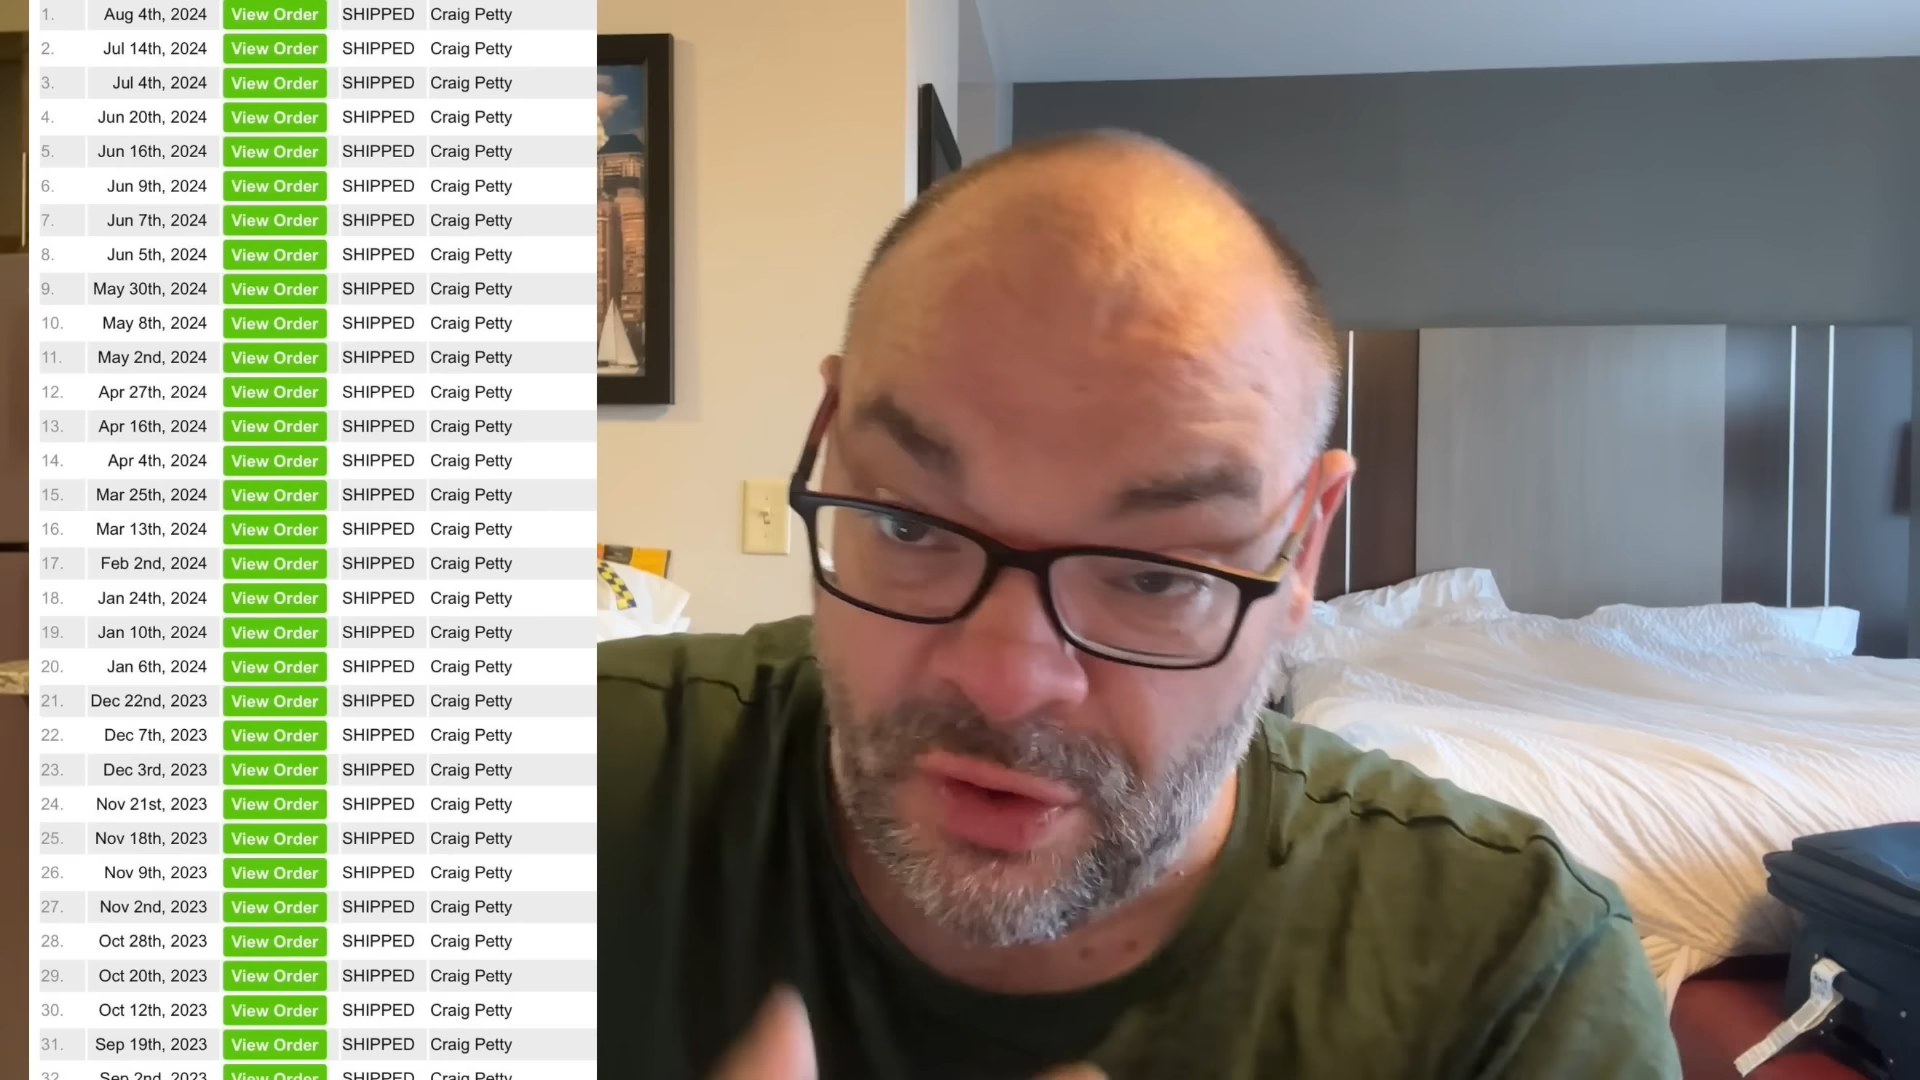 1. Aug 4th, 2024 View Order SHIPPED Craig Petty
2. Jul 14th, 2024 View Order SHIPPED Craig Petty
3. Jul 4th, 2024 View Order SHIPPED Craig Petty
4. Jun 20th, 2024 View Order SHIPPED Craig Petty
5. Jun 16th, 2024 View Order SHIPPED Craig Petty
6. Jun 9th, 2024 View Order SHIPPED Craig Petty
7. Jun 7th, 2024 View Order SHIPPED Craig Petty
8. Jun 5th, 2024 View Order SHIPPED Craig Petty
9. May 30th, 2024 View Order SHIPPED Craig Petty
10. May 8th, 2024 View Order SHIPPED Craig Petty
11. May 2nd, 2024 View Order SHIPPED Craig Petty
12. Apr 27th, 2024 View Order SHIPPED Craig Petty
13. Apr 16th, 2024 View Order SHIPPED Craig Petty
14. Apr 4th, 2024 View Order SHIPPED Craig Petty
15. Mar 25th, 2024 View Order SHIPPED Craig Petty
16. Mar 13th, 2024 View Order SHIPPED Craig Petty
17. Feb 2nd, 2024 View Order SHIPPED Craig Petty
18. Jan 24th, 2024 View Order SHIPPED Craig Petty
19. Jan 10th, 2024 View Order SHIPPED Craig Petty
20. Jan 6th, 2024 View Order SHIPPED Craig Petty
21. Dec 22nd, 2023 View Order SHIPPED Craig Petty
22. Dec 7th, 2023 View Order SHIPPED Craig Petty
23. Dec 3rd, 2023 View Order SHIPPED Craig Petty
24. Nov 21st, 2023 View Order SHIPPED Craig Petty
25. Nov 18th, 2023 View Order SHIPPED Craig Petty
26. Nov 9th, 2023 View Order SHIPPED Craig Petty
27. Nov 2nd, 2023 View Order SHIPPED Craig Petty
28. Oct 28th, 2023 View Order SHIPPED Craig Petty
29. Oct 20th, 2023 View Order SHIPPED Craig Petty
30. Oct 12th, 2023 View Order SHIPPED Craig Petty
31. Sep 19th, 2023 View Order SHIPPED Craig Petty
32. Sep 2nd, 2023 View Order SHIPPED Craig Petty